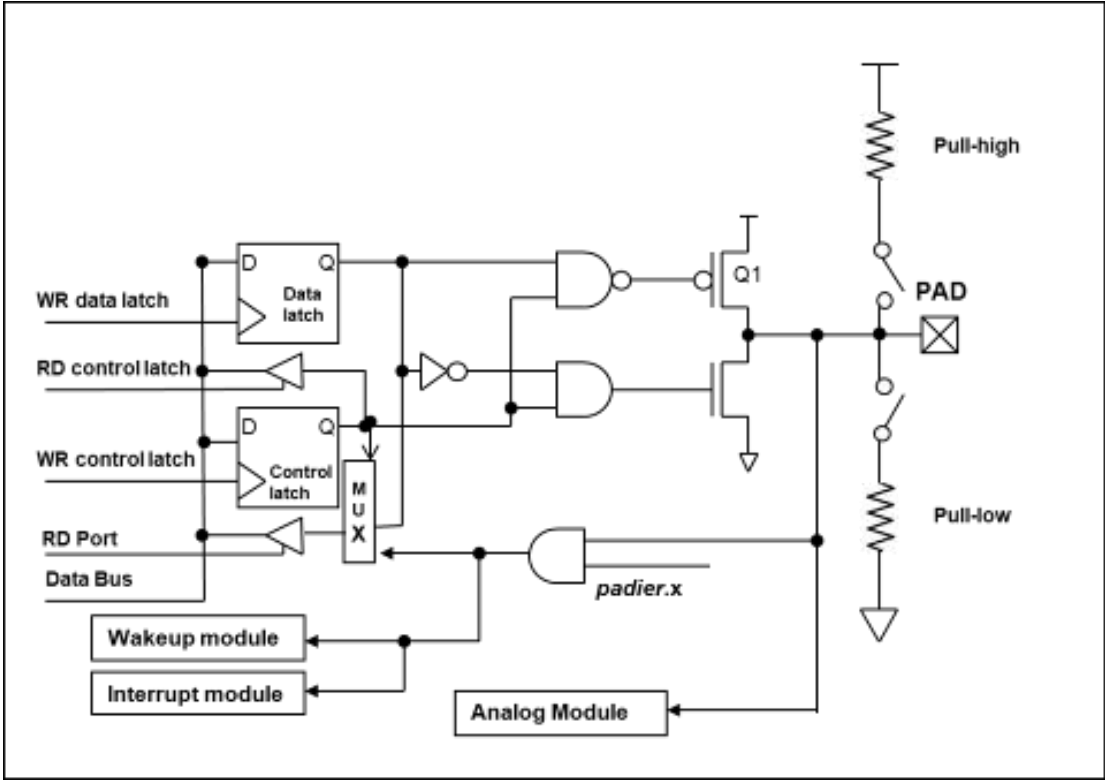 Pull-high
D Q
Q1
WR data latch
Data
latch
PAD
RD control latch
D Q
WR control latch
Control
latch
M
U
X
Pull-low
RD Port
Data Bus
padier.x
Wakeup module
Interrupt module
Analog Module